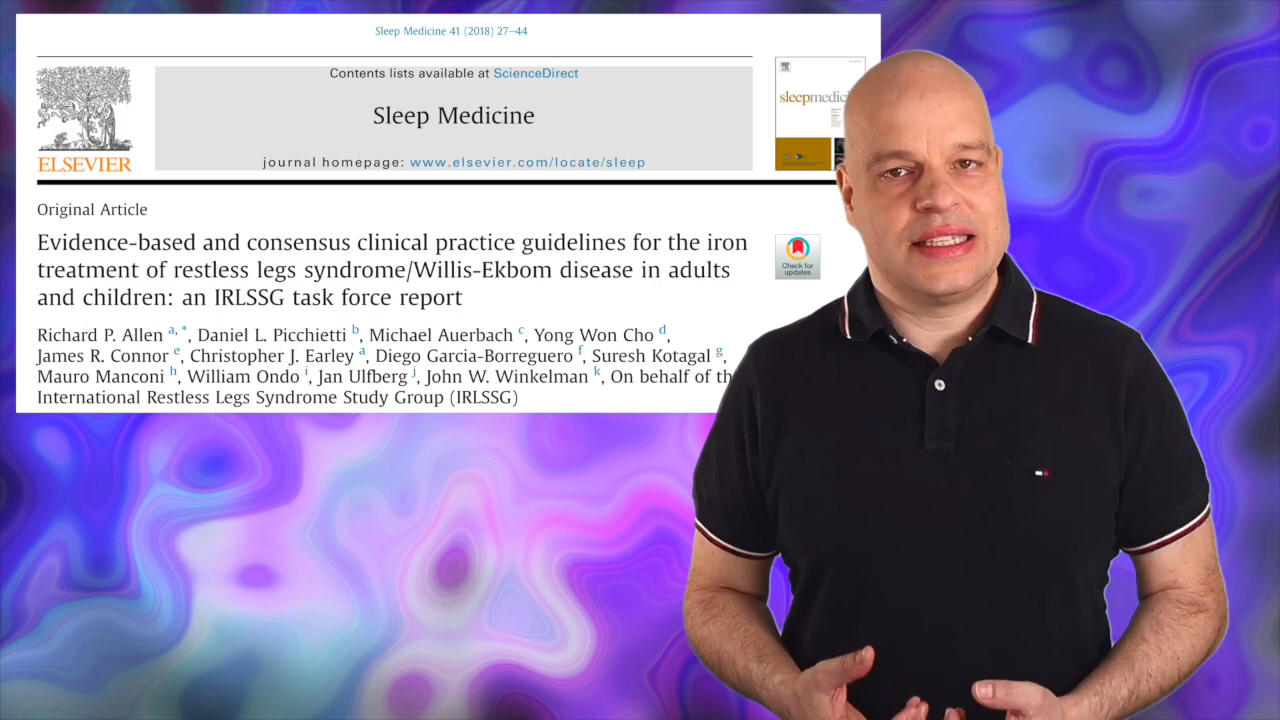 Sleep Medicine 41 (2018) 27–44
Contents lists available at ScienceDirect
Sleep Medicine
journal homepage: www.elsevier.com/locate/sleep
ELSEVIER
sleepmedici
Original Article
Evidence-based and consensus clinical practice guidelines for the iron
treatment of restless legs syndrome/Willis-Ekbom disease in adults
and children: an IRLSSG task force report
Check for
updates
Richard P. Allen a, *, Daniel L. Picchietti b, Michael Auerbach c, Yong Won Cho d,
James R. Connor e, Christopher J. Earley a, Diego Garcia-Borreguero f, Suresh Kotagal g,
Mauro Manconi h, William Ondo i, Jan Ulfberg j, John W. Winkelman k, On behalf of th
International Restless Legs Syndrome Study Group (IRLSSG)